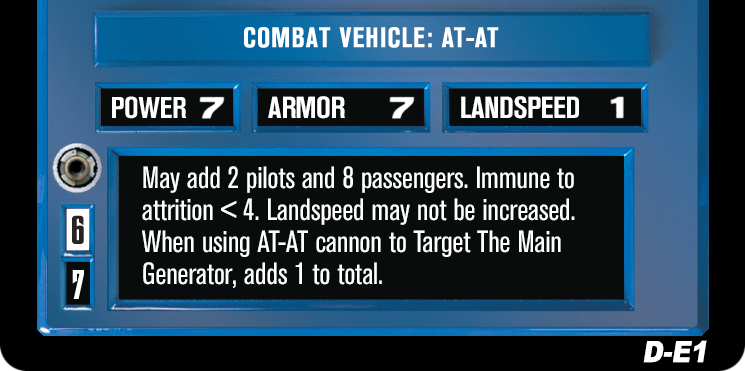 COMBAT VEHICLE: AT-AT
POWER 7 ARMOR 7 LANDSPEED 1
May add 2 pilots and 8 passengers. Immune to
attrition < 4. Landspeed may not be increased.
When using AT-AT cannon to Target The Main
Generator, adds 1 to total.
6
7
D-E1